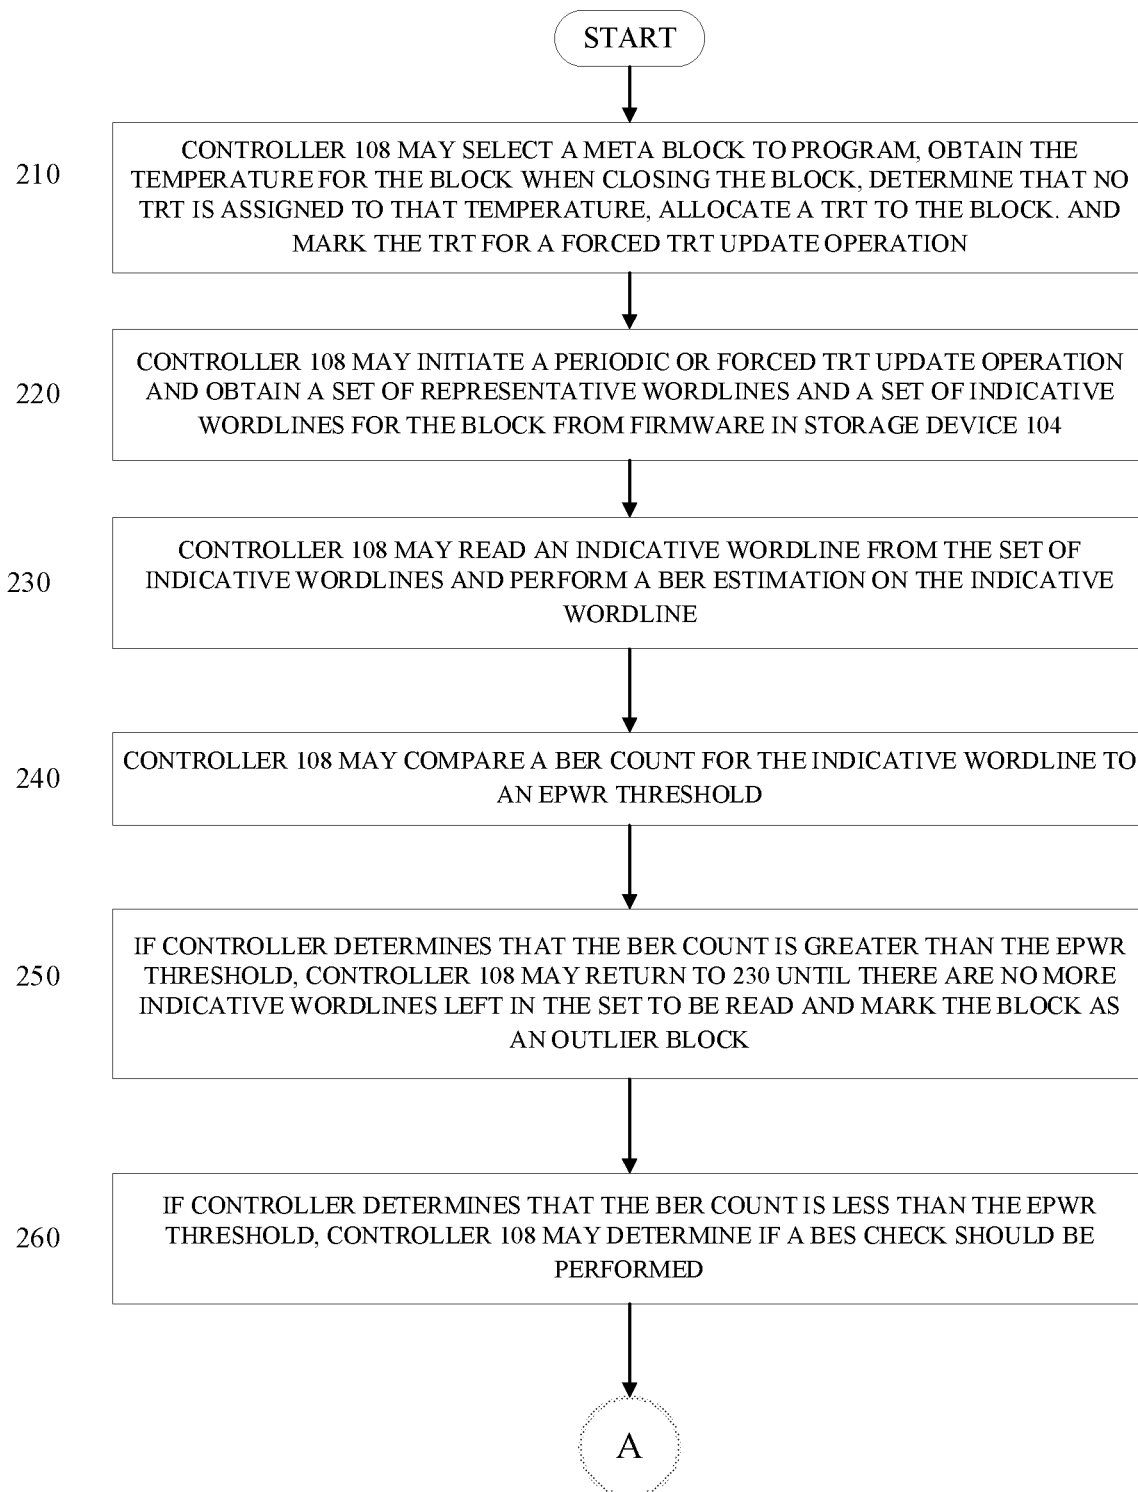 START
210
CONTROLLER 108 MAY SELECT A META BLOCK TO PROGRAM, OBTAIN THE
TEMPERATURE FOR THE BLOCK WHEN CLOSING THE BLOCK, DETERMINE THAT NO
TRT IS ASSIGNED TO THAT TEMPERATURE, ALLOCATE A TRT TO THE BLOCK. AND
MARK THE TRT FOR A FORCED TRT UPDATE OPERATION
220
CONTROLLER 108 MAY INITIATE A PERIODIC OR FORCED TRT UPDATE OPERATION
AND OBTAIN A SET OF REPRESENTATIVE WORDLINES AND A SET OF INDICATIVE
WORDLINES FOR THE BLOCK FROM FIRMWARE IN STORAGE DEVICE 104
230
CONTROLLER 108 MAY READ AN INDICATIVE WORDLINE FROM THE SET OF
INDICATIVE WORDLINES AND PERFORM A BER ESTIMATION ON THE INDICATIVE
WORDLINE
240
CONTROLLER 108 MAY COMPARE A BER COUNT FOR THE INDICATIVE WORDLINE TO
AN EPWR THRESHOLD
250
IF CONTROLLER DETERMINES THAT THE BER COUNT IS GREATER THAN THE EPWR
THRESHOLD, CONTROLLER 108 MAY RETURN TO 230 UNTIL THERE ARE NO MORE
INDICATIVE WORDLINES LEFT IN THE SET TO BE READ AND MARK THE BLOCK AS
AN OUTLIER BLOCK
260
IF CONTROLLER DETERMINES THAT THE BER COUNT IS LESS THAN THE EPWR
THRESHOLD, CONTROLLER 108 MAY DETERMINE IF A BES CHECK SHOULD BE
PERFORMED
A